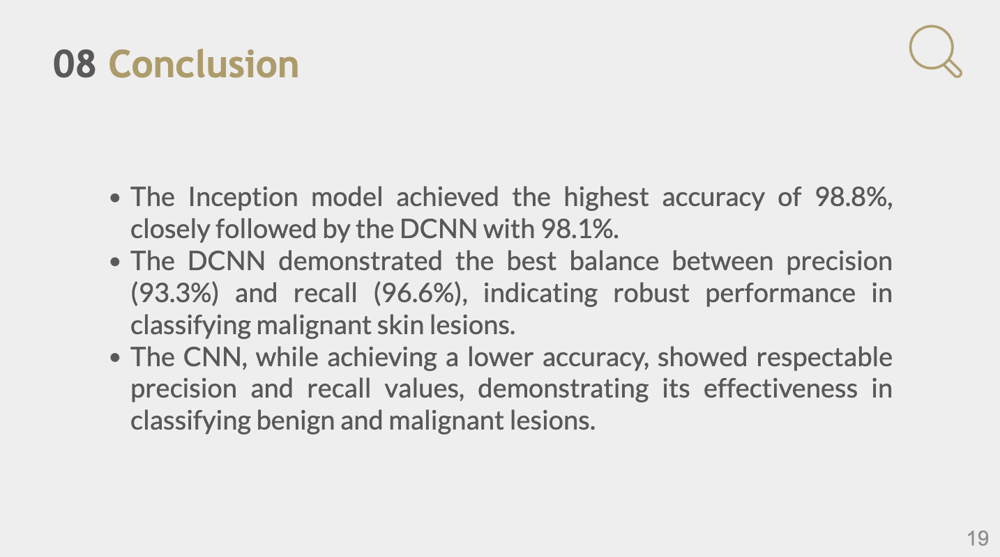 08 Conclusion
• The Inception model achieved the highest accuracy of 98.8%,
closely followed by the DCNN with 98.1%.
• The DCNN demonstrated the best balance between precision
(93.3%) and recall (96.6%), indicating robust performance in
classifying malignant skin lesions.
• The CNN, while achieving a lower accuracy, showed respectable
precision and recall values, demonstrating its effectiveness in
classifying benign and malignant lesions.
19